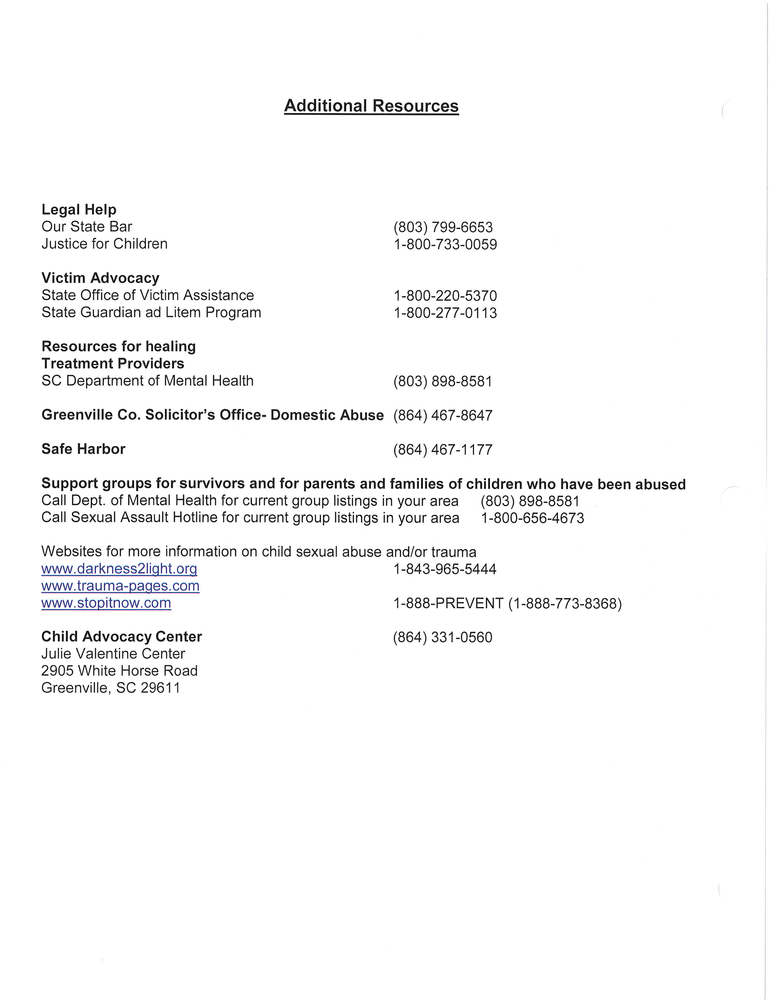 Additional Resources
Legal Help
Our State Bar (803) 799-6653
Justice for Children 1-800-733-0059
Victim Advocacy
State Office of Victim Assistance 1-800-220-5370
State Guardian ad Litem Program 1-800-277-0113
Resources for healing
Treatment Providers
SC Department of Mental Health (803) 898-8581
Greenville Co. Solicitor's Office- Domestic Abuse (864) 467-8647
Safe Harbor (864) 467-1177
Support groups for survivors and for parents and families of children who have been abused
Call Dept. of Mental Health for current group listings in your area (803) 898-8581
Call Sexual Assault Hotline for current group listings in your area 1-800-656-4673
Websites for more information on child sexual abuse and/or trauma
www.darkness2light.org 1-843-965-5444
www.trauma-pages.com
www.stopitnow.com 1-888-PREVENT (1-888-773-8368)
Child Advocacy Center (864) 331-0560
Julie Valentine Center
2905 White Horse Road
Greenville, SC 29611